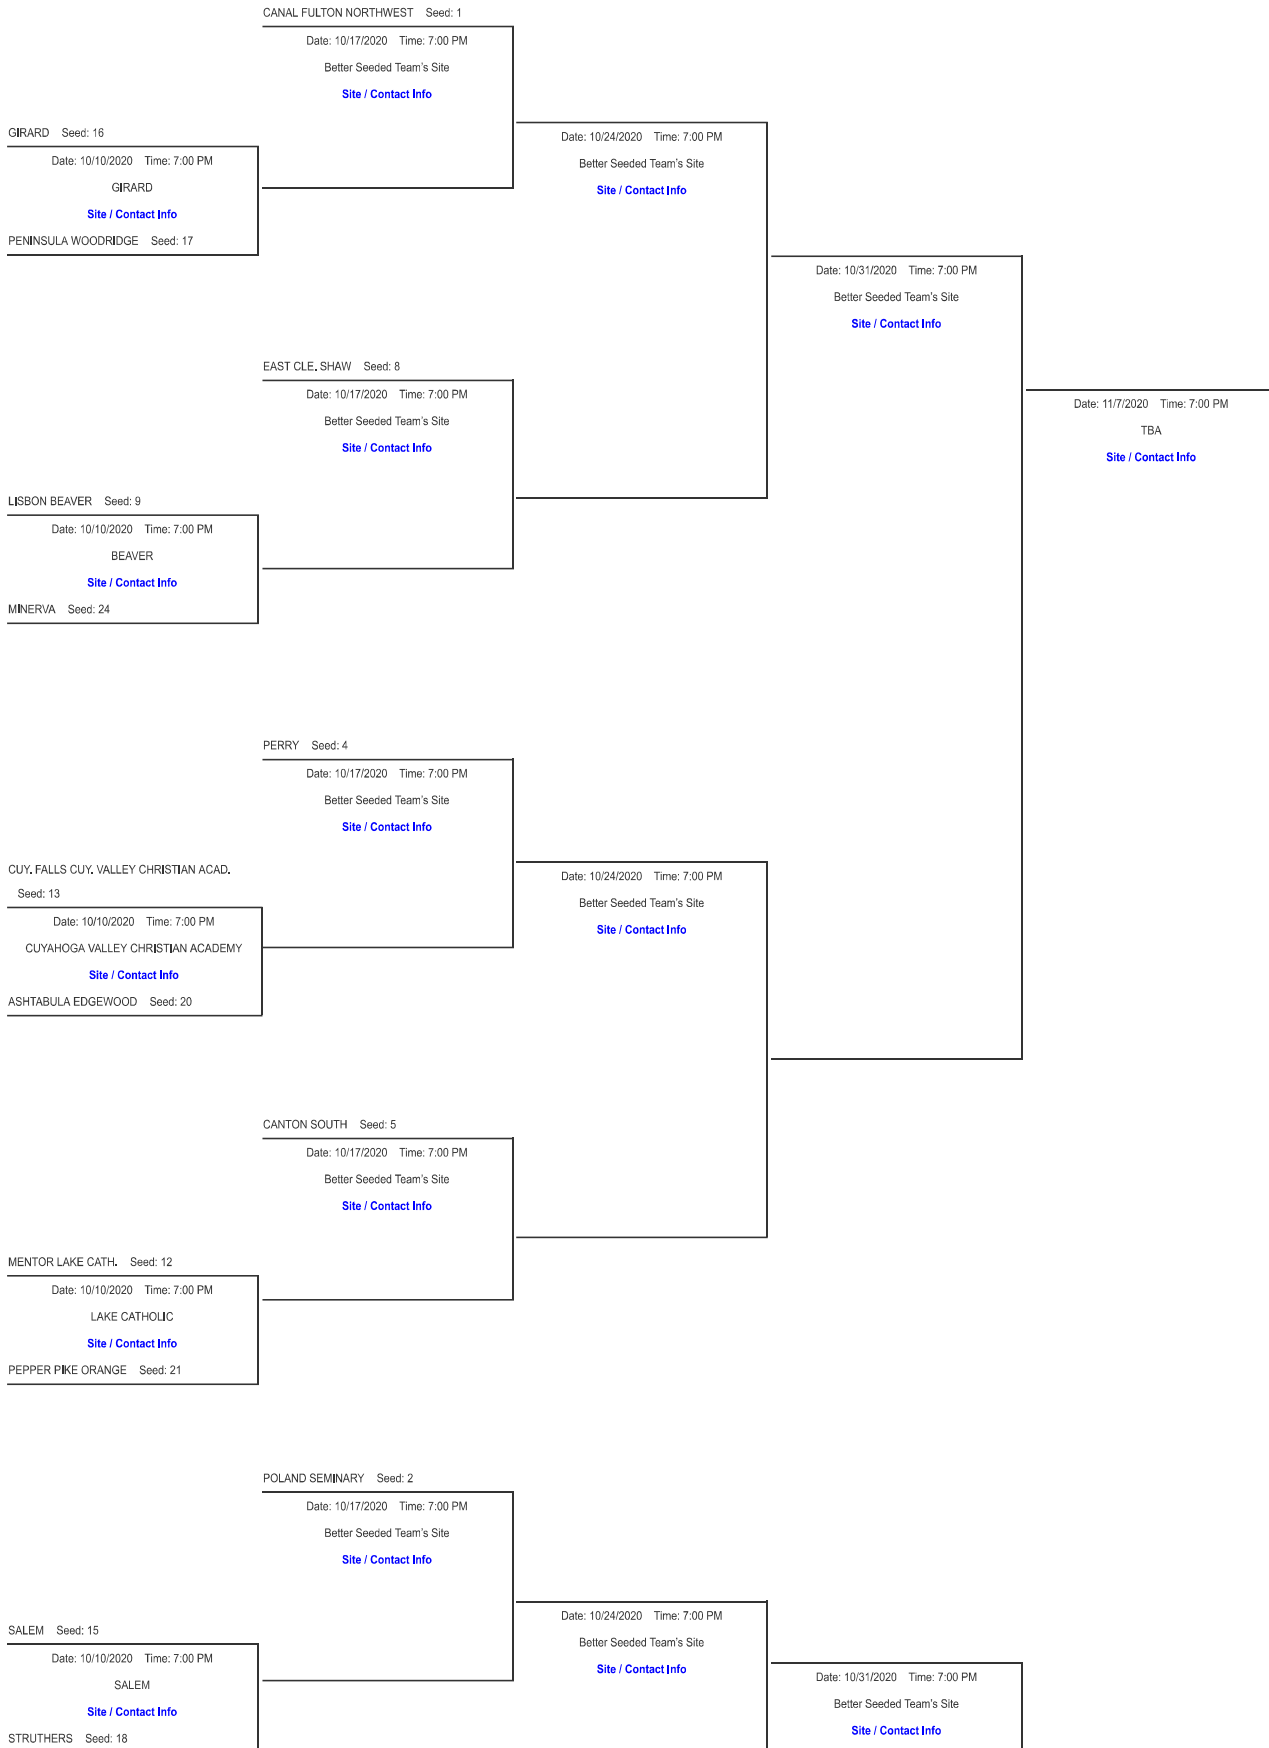 CANAL FULTON NORTHWEST Seed: 1
Date: 10/17/2020 Time: 7:00 PM
Better Seeded Team's Site
Site / Contact Info
GIRARD Seed: 16
Date: 10/10/2020 Time: 7:00 PM
GIRARD
Site / Contact Info
PENINSULA WOODRIDGE Seed: 17
Date: 10/24/2020 Time: 7:00 PM
Better Seeded Team's Site
Site / Contact Info
Date: 10/31/2020 Time: 7:00 PM
Better Seeded Team's Site
Site / Contact Info
EAST CLE. SHAW Seed: 8
Date: 10/17/2020 Time: 7:00 PM
Better Seeded Team's Site
Site / Contact Info
Date: 11/7/2020 Time: 7:00 PM
TBA
Site / Contact Info
LISBON BEAVER Seed: 9
Date: 10/10/2020 Time: 7:00 PM
BEAVER
Site / Contact Info
MINERVA Seed: 24
PERRY Seed: 4
Date: 10/17/2020 Time: 7:00 PM
Better Seeded Team's Site
Site / Contact Info
CUY. FALLS CUY. VALLEY CHRISTIAN ACAD.
Seed: 13
Date: 10/10/2020 Time: 7:00 PM
CUYAHOGA VALLEY CHRISTIAN ACADEMY
Site / Contact Info
ASHTABULA EDGEWOOD Seed: 20
Date: 10/24/2020 Time: 7:00 PM
Better Seeded Team's Site
Site / Contact Info
CANTON SOUTH Seed: 5
Date: 10/17/2020 Time: 7:00 PM
Better Seeded Team's Site
Site / Contact Info
MENTOR LAKE CATH. Seed: 12
Date: 10/10/2020 Time: 7:00 PM
LAKE CATHOLIC
Site / Contact Info
PEPPER PIKE ORANGE Seed: 21
POLAND SEMINARY Seed: 2
Date: 10/17/2020 Time: 7:00 PM
Better Seeded Team's Site
Site / Contact Info
SALEM Seed: 15
Date: 10/10/2020 Time: 7:00 PM
SALEM
Site / Contact Info
STRUTHERS Seed: 18
Date: 10/24/2020 Time: 7:00 PM
Better Seeded Team's Site
Site / Contact Info
Date: 10/31/2020 Time: 7:00 PM
Better Seeded Team's Site
Site / Contact Info